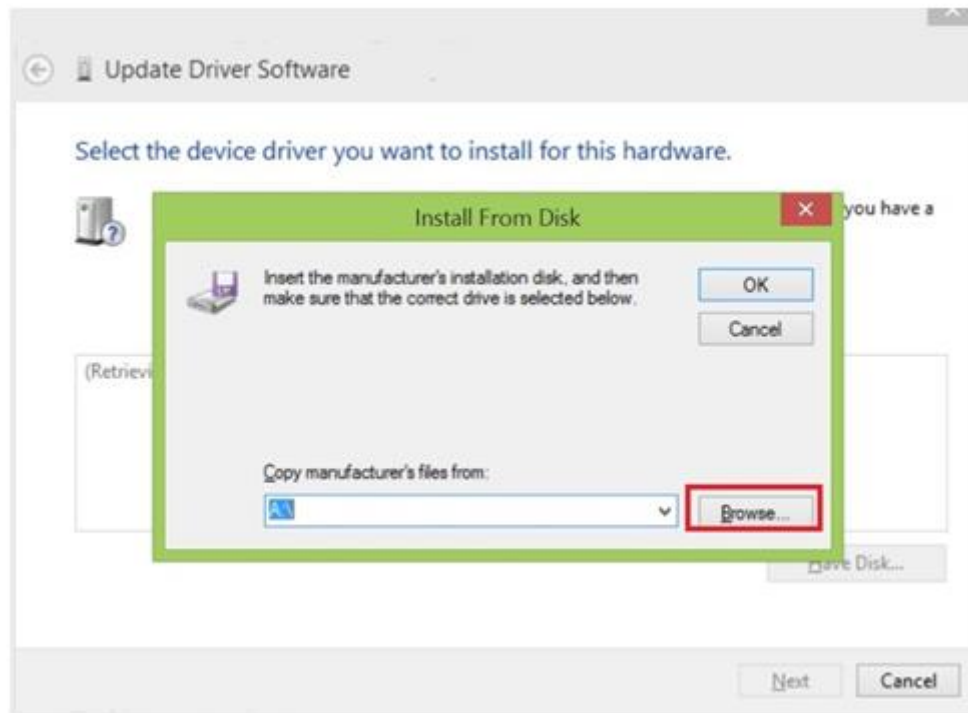 Update Driver Software
Select the device driver you want to install for this hardware.
you have a
Install From Disk
Insert the manufacturer's installation disk, and then
make sure that the correct drive is selected below.
OK
Cancel
(Retrievi
Copy manufacturer's files from:
A:\
Browse...
Have Disk...
Next
Cancel